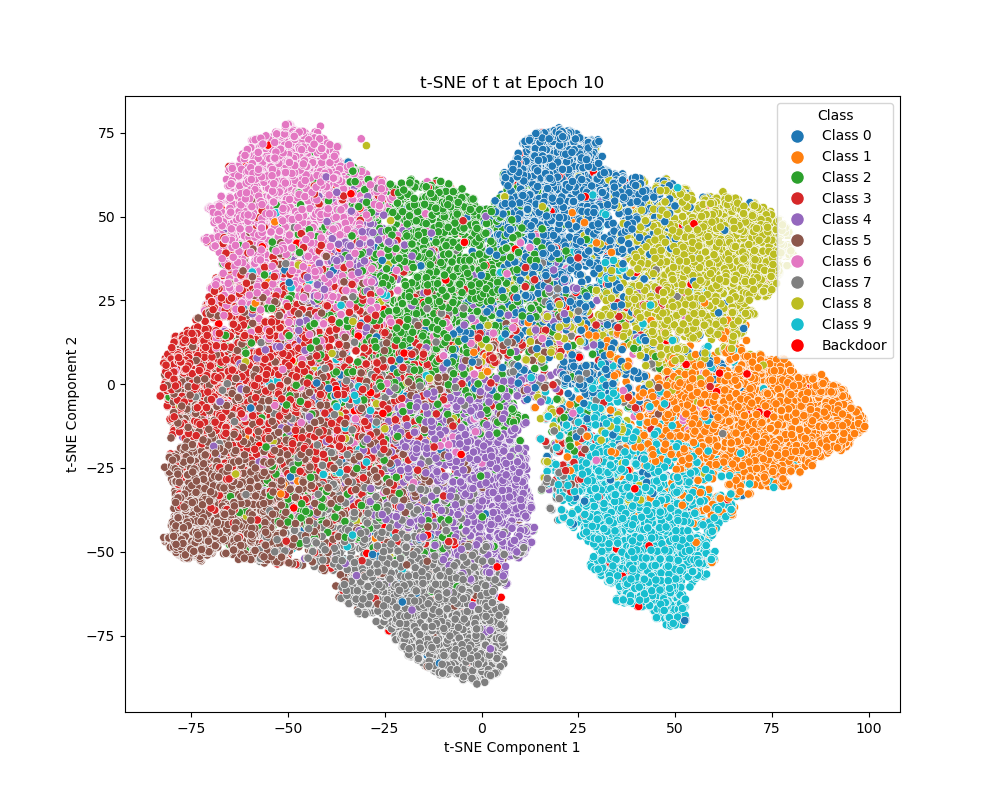 t-SNE of t at Epoch 10
Class
Class 0
Class 1
Class 2
Class 3
Class 4
Class 5
Class 6
Class 7
Class 8
Class 9
Backdoor
75
50
25
0
−25
−50
−75
t-SNE Component 2
−75 −50 −25 0 25 50 75 100
t-SNE Component 1